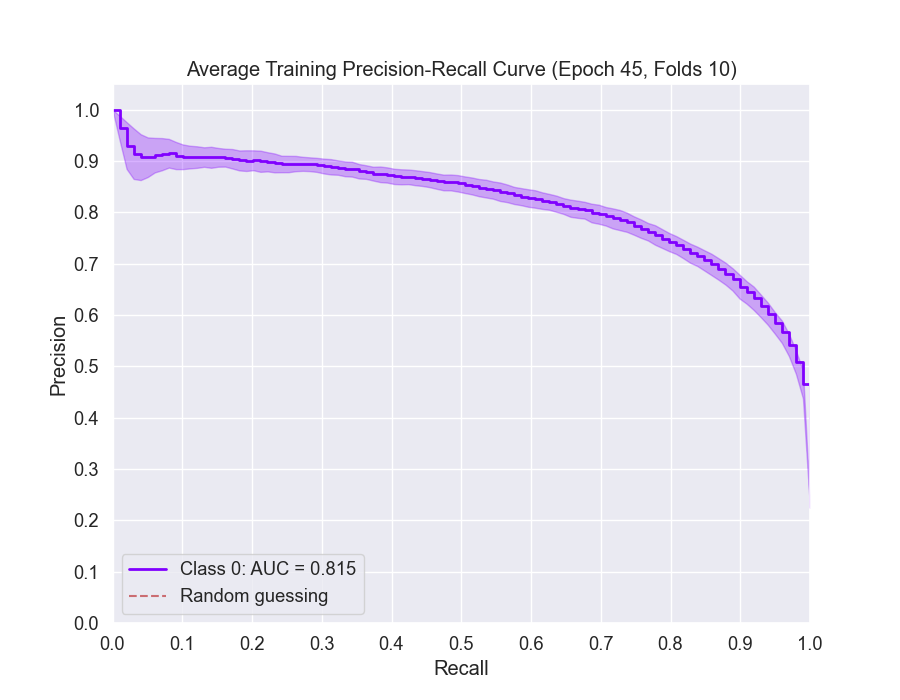 Average Training Precision-Recall Curve (Epoch 45, Folds 10)
1.0
0.9
0.8
0.7
0.6
0.5
0.4
0.3
0.2
0.1
0.0
Precision
Class 0: AUC = 0.815
Random guessing
0.0 0.1 0.2 0.3 0.4 0.5 0.6 0.7 0.8 0.9 1.0
Recall